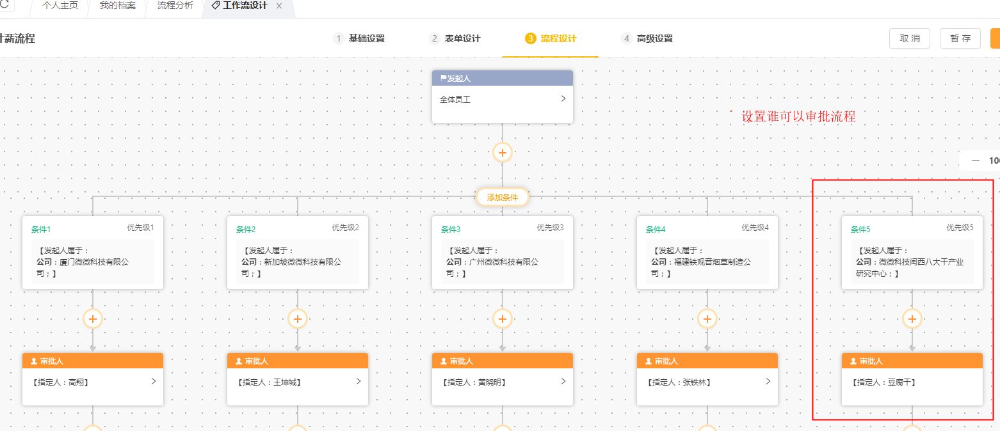 个人主页
我的档案
流程分析
工作流设计
计薪流程
1 基础设置
2 表单设计
3 流程设计
4 高级设置
取 消
暂 存
发起人
全体员工
设置谁可以审批流程
添加条件
条件1 优先级1
【发起人属于：
公司：厦门微微科技有限公
司；】
条件2 优先级2
【发起人属于：
公司：新加坡微微科技有限公
司；】
条件3 优先级3
【发起人属于：
公司：广州微微科技有限公
司；】
条件4 优先级4
【发起人属于：
公司：福建铁观音烟草制造公
司；】
条件5 优先级5
【发起人属于：
公司：微微科技闽西八大干产业
研究中心；】
审批人
【指定人：高翔】
审批人
【指定人：王坤城】
审批人
【指定人：黄晓明】
审批人
【指定人：张铁林】
审批人
【指定人：豆腐干】